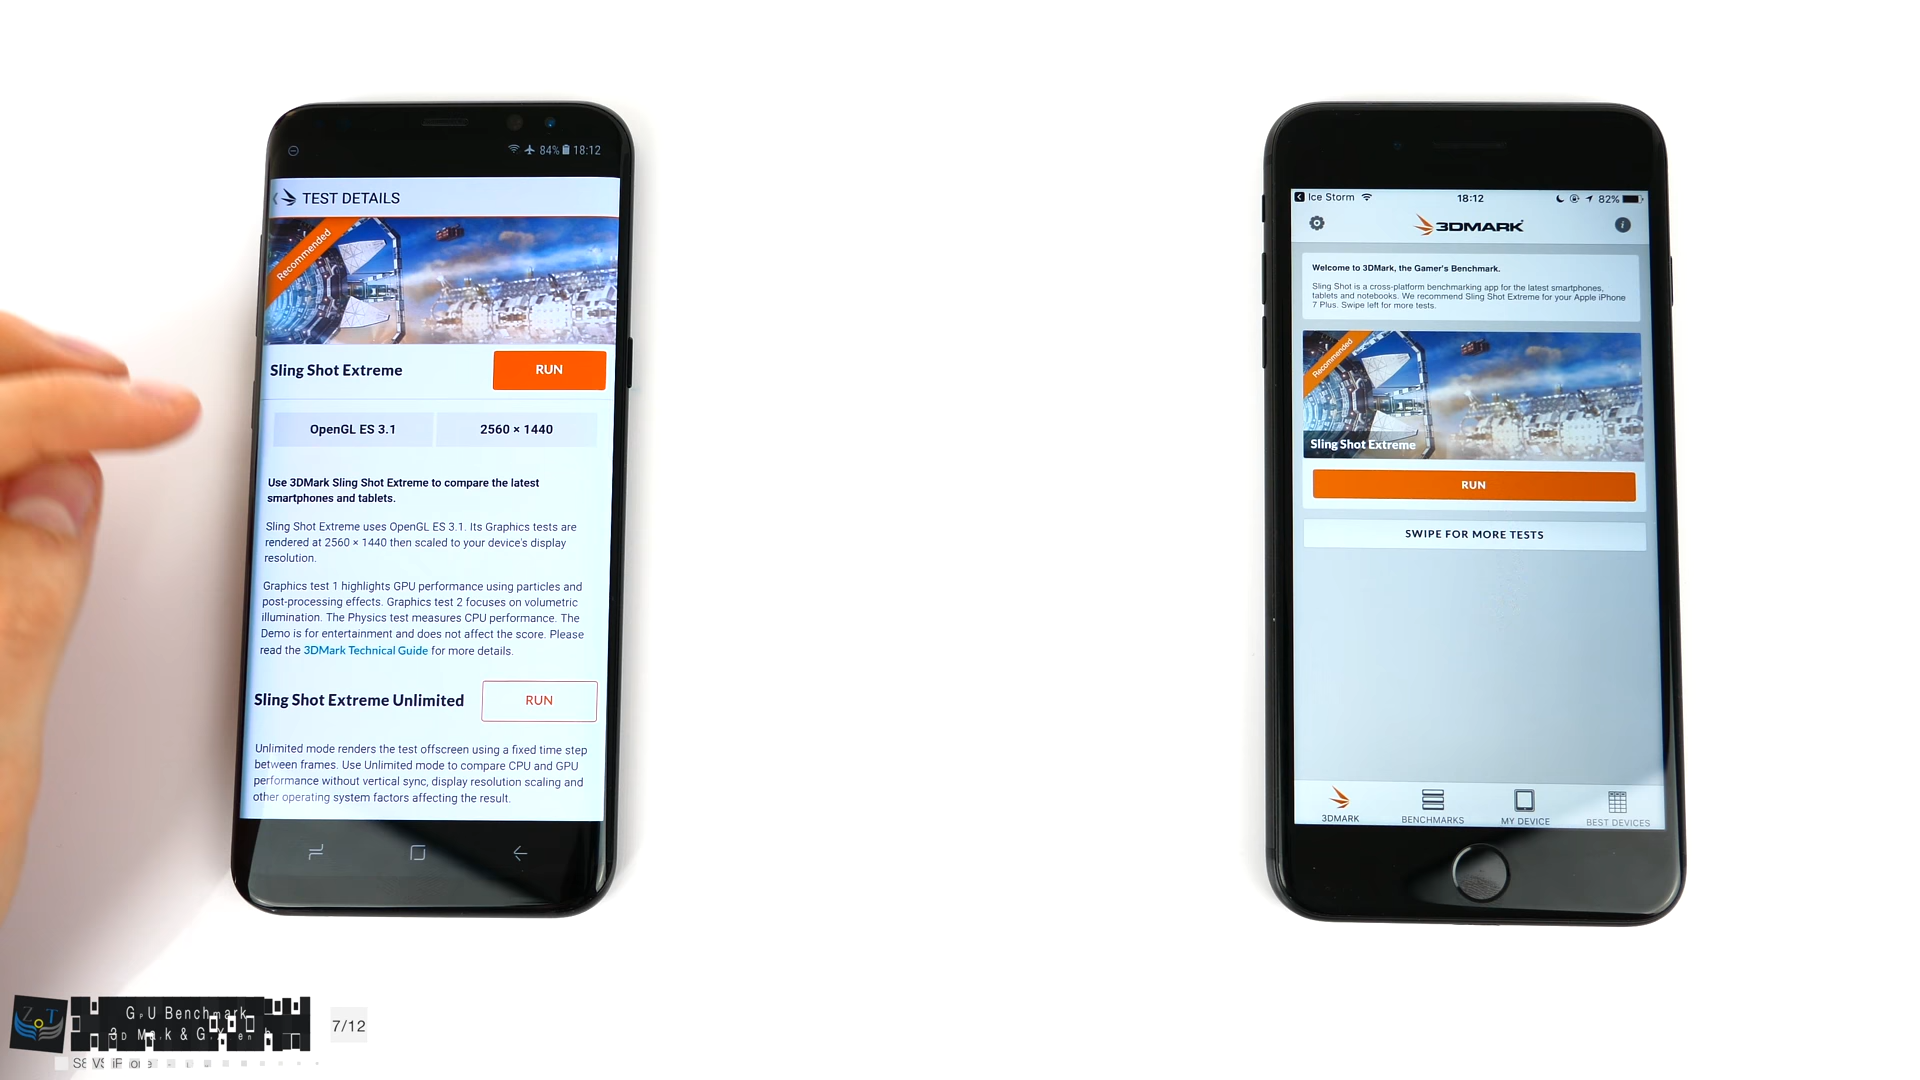 84% 18:12
TEST DETAILS
Recommended
Sling Shot Extreme
RUN
OpenGL ES 3.1
2560 × 1440
Use 3DMark Sling Shot Extreme to compare the latest
smartphones and tablets.
Sling Shot Extreme uses OpenGL ES 3.1. Its Graphics tests are
rendered at 2560 × 1440 then scaled to your device's display
resolution.
Graphics test 1 highlights GPU performance using particles and
post-processing effects. Graphics test 2 focuses on volumetric
illumination. The Physics test measures CPU performance. The
Demo is for entertainment and does not affect the score. Please
read the 3DMark Technical Guide for more details.
Sling Shot Extreme Unlimited
RUN
Unlimited mode renders the test offscreen using a fixed time step
between frames. Use Unlimited mode to compare CPU and GPU
performance without vertical sync, display resolution scaling and
other operating system factors affecting the result.
Ice Storm 18:12 82%
3DMARK
Welcome to 3DMark, the Gamer's Benchmark.
Sling Shot is a cross-platform benchmarking app for the latest smartphones,
tablets and notebooks. We recommend Sling Shot Extreme for your Apple iPhone
7 Plus. Swipe left for more tests.
Recommended
Sling Shot Extreme
RUN
SWIPE FOR MORE TESTS
3DMARK
BENCHMARKS
MY DEVICE
BEST DEVICES
ZoT
GPU Benchmark
7/12